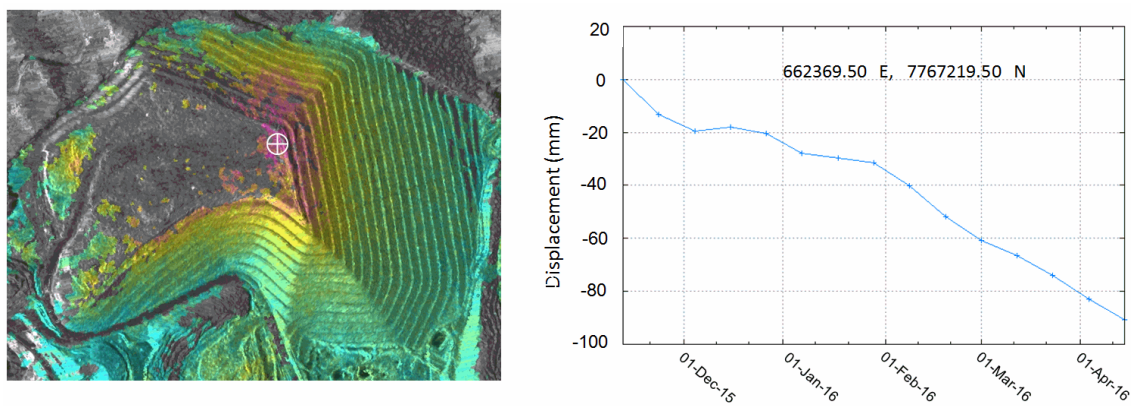 662369.50 E, 7767219.50 N
Displacement (mm)
20
0
-20
-40
-60
-80
-100
01-Dec-15
01-Jan-16
01-Feb-16
01-Mar-16
01-Apr-16